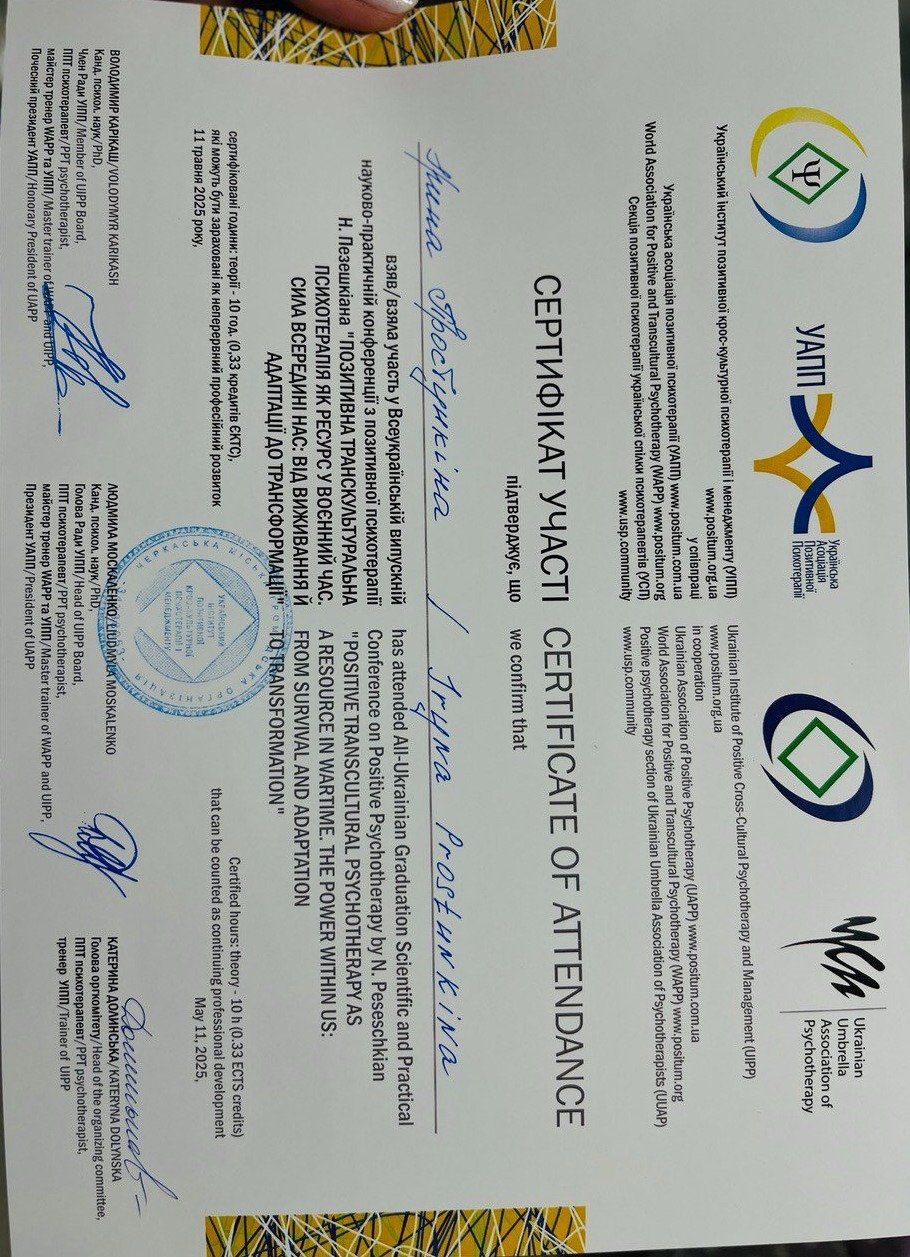 Ψ
УАПП
Українська
Асоціація
Позитивної
Психотерапії
Ukrainian
Umbrella
Association of
Psychotherapy
Український інститут позитивної крос-культурної психотерапії і менеджменту (УІПП)
www.positum.org.ua
у співпраці
Українська асоціація позитивної психотерапії (УАПП) www.positum.com.ua
World Association for Positive and Transcultural Psychotherapy (WAPP) www.positum.org
Секція позитивної психотерапії української спілки психотерапевтів (УСП)
www.usp.community
Ukrainian Institute of Positive Cross-Cultural Psychotherapy and Management (UIPP)
www.positum.org.ua
in cooperation
Ukrainian Association of Positive Psychotherapy (UAPP) www.positum.com.ua
World Association for Positive and Transcultural Psychotherapy (WAPP) www.positum.org
Positive psychotherapy section of Ukrainian Umbrella Association of Psychotherapists (UUAP)
www.usp.community
СЕРТИФІКАТ УЧАСТІ CERTIFICATE OF ATTENDANCE
підтверджує, що we confirm that
Простункіна / Iryna Prostunkina
взяв/взяла участь у Всеукраїнській випускній
науково-практичній конференції з позитивної психотерапії
Н. Пезешкіана "ПОЗИТИВНА ТРАНСКУЛЬТУРАЛЬНА
ПСИХОТЕРАПІЯ ЯК РЕСУРС У ВОЄННИЙ ЧАС.
СИЛА ВСЕРЕДИНІ НАС: ВІД ВИЖИВАННЯ Й
АДАПТАЦІЇ ДО ТРАНСФОРМАЦІЇ"
has attended All-Ukrainian Graduation Scientific and Practical
Conference on Positive Psychotherapy by N. Peseschkian
"POSITIVE TRANSCULTURAL PSYCHOTHERAPY AS
A RESOURCE IN WARTIME. THE POWER WITHIN US:
FROM SURVIVAL AND ADAPTATION
TO TRANSFORMATION"
сертифіковані години: теорії - 10 год. (0,33 кредитів ЄКТС),
які можуть бути зараховані як неперервний професійний розвиток
11 травня 2025 року,
Certified hours: theory - 10 h (0.33 ECTS credits)
that can be counted as continuing professional development
May 11, 2025,
ВОЛОДИМИР КАРІКАШ/VOLODYMYR KARIKASH
Канд. психол. наук/PhD,
Член Ради УІПП/Member of UIPP Board,
ППТ психотерапевт/PPT psychotherapist,
майстер тренер WAPP та УІПП/Master trainer of WAPP and UIPP,
Почесний президент УАПП/Honorary President of UAPP
ЛЮДМИЛА МОСКАЛЕНКО/LIUDMYLA MOSKALENKO
Канд. психол. наук/PhD,
Голова Ради УІПП/Head of UIPP Board,
ППТ психотерапевт/PPT psychotherapist,
майстер тренер WAPP та УІПП/Master trainer of WAPP and UIPP,
Президент УАПП/President of UAPP
КАТЕРИНА ДОЛИНСЬКА/KATERYNA DOLYNSKA
Голова оргкомітету/Head of the organizing committee,
ППТ психотерапевт/PPT psychotherapist,
тренер УІПП/Trainer of UIPP